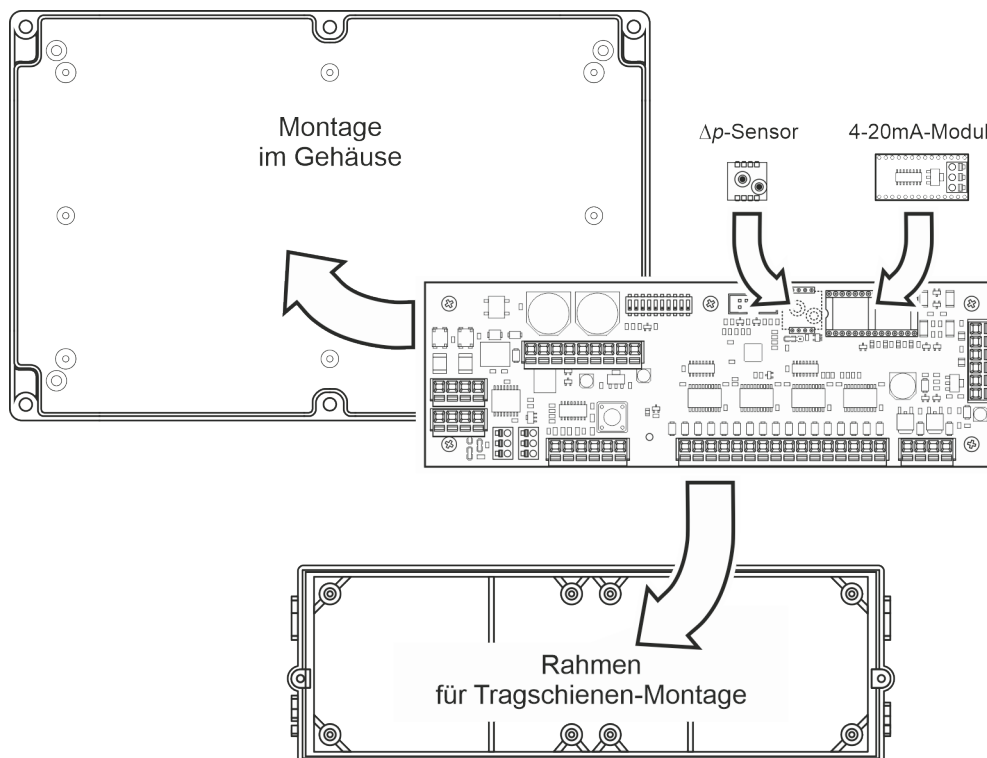 Montage
im Gehäuse
Δp-Sensor
4-20mA-Modul
Rahmen
für Tragschienen-Montage